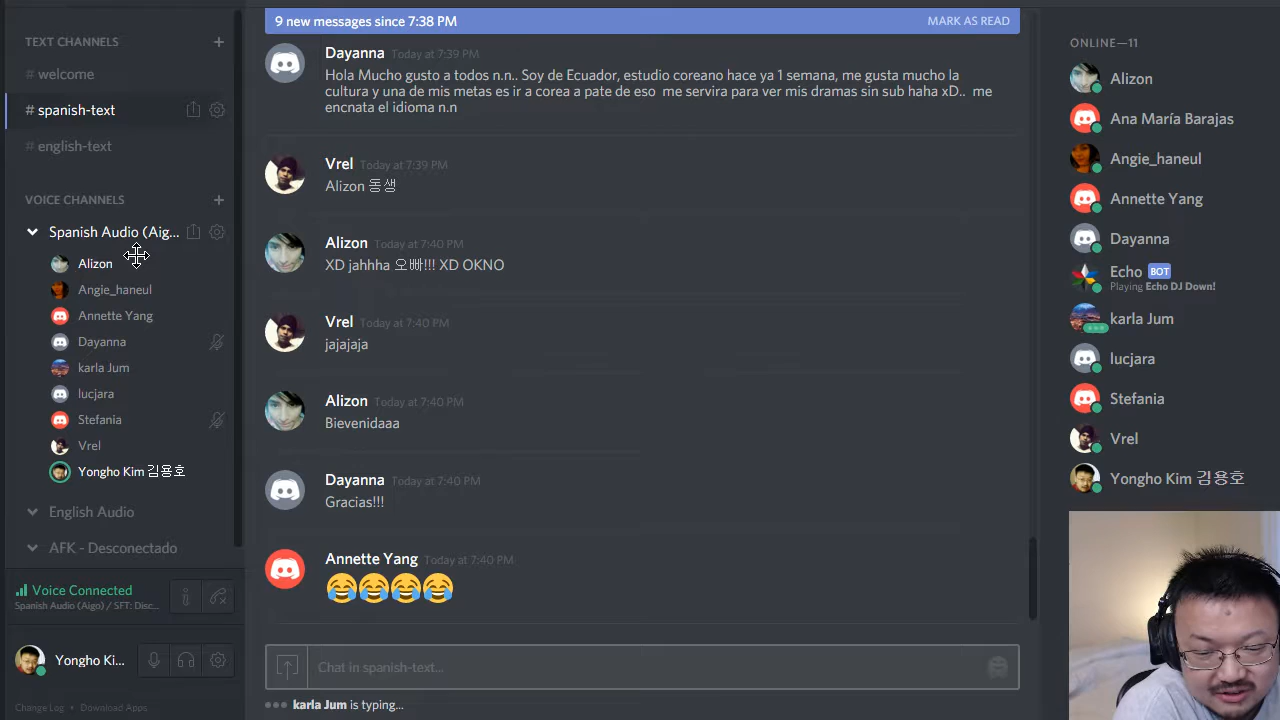 TEXT CHANNELS +
# welcome
# spanish-text
# english-text
VOICE CHANNELS +
Spanish Audio (Aig...
Alizon
Angie_haneul
Annette Yang
Dayanna
karla Jum
lucjara
Stefania
Vrel
Yongho Kim 김용호
English Audio
AFK - Desconectado
Voice Connected
Spanish Audio (Aigo) / SFT: Disc...
Yongho Ki...
Change Log • Download Apps
9 new messages since 7:38 PM MARK AS READ
Dayanna Today at 7:39 PM
Hola Mucho gusto a todos n.n.. Soy de Ecuador, estudio coreano hace ya 1 semana, me gusta mucho la
cultura y una de mis metas es ir a corea a pate de eso me servira para ver mis dramas sin sub haha xD.. me
encnata el idioma n.n
Vrel Today at 7:39 PM
Alizon 동생
Alizon Today at 7:40 PM
XD jahhha 오빠!!! XD OKNO
Vrel Today at 7:40 PM
jajajaja
Alizon Today at 7:40 PM
Bievenidaaa
Dayanna Today at 7:40 PM
Gracias!!!
Annette Yang Today at 7:40 PM
😂😂😂😂
Chat in spanish-text...
karla Jum is typing...
ONLINE—11
Alizon
Ana María Barajas
Angie_haneul
Annette Yang
Dayanna
Echo BOT
Playing Echo DJ Down!
karla Jum
lucjara
Stefania
Vrel
Yongho Kim 김용호